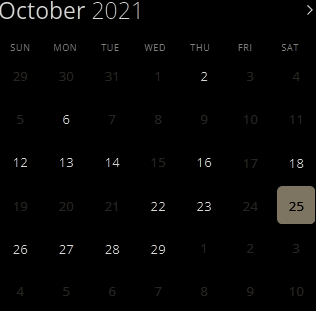 October 2021
SUN MON TUE WED THU FRI SAT
29 30 31 1 2 3 4
5 6 7 8 9 10 11
12 13 14 15 16 17 18
19 20 21 22 23 24 25
26 27 28 29 1 2 3
4 5 6 7 8 9 10